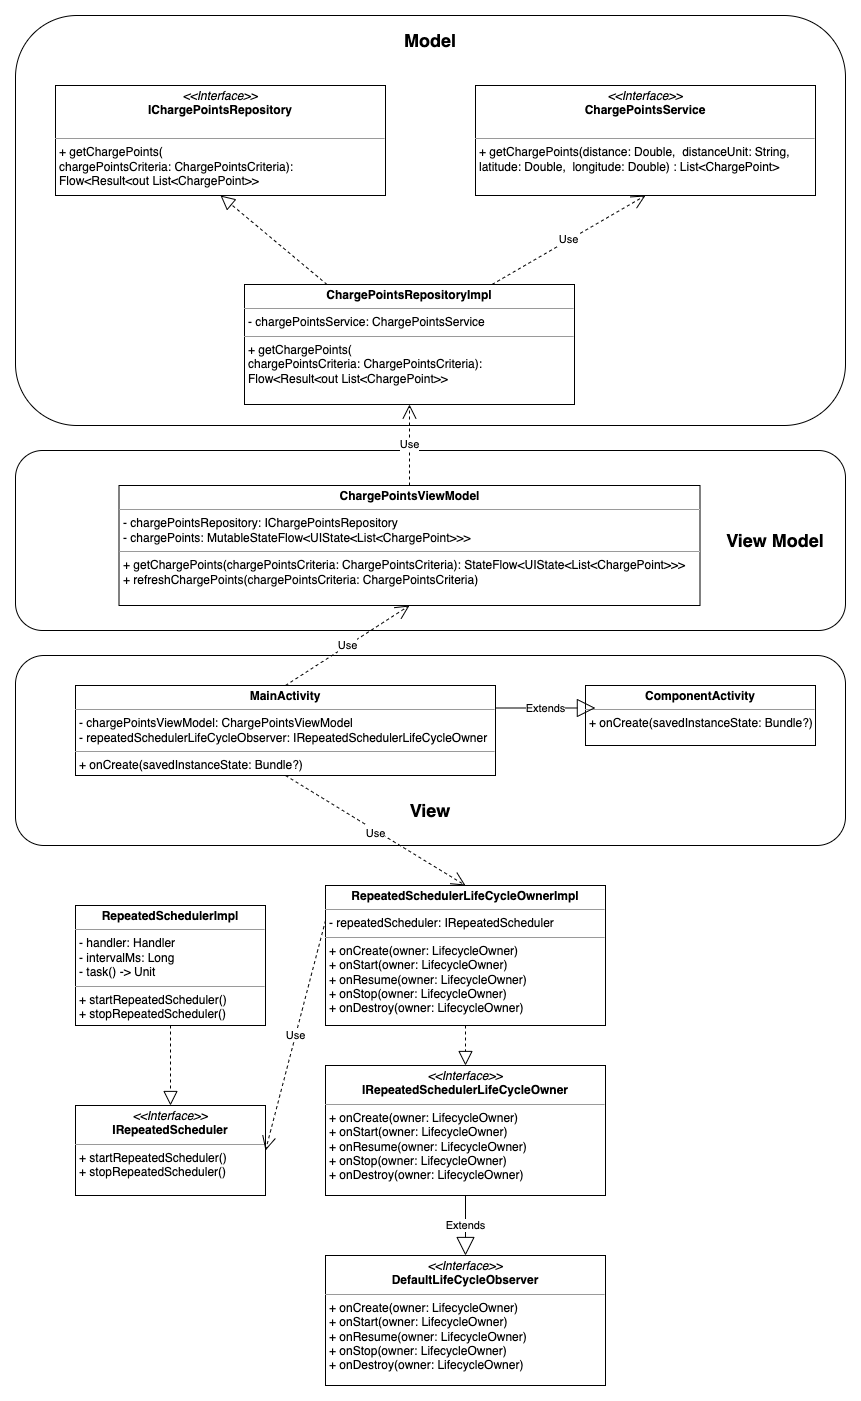 Model
<<Interface>>
IChargePointsRepository
+ getChargePoints(
chargePointsCriteria: ChargePointsCriteria):
Flow<Result<out List<ChargePoint>>
<<Interface>>
ChargePointsService
+ getChargePoints(distance: Double,  distanceUnit: String,
latitude: Double,  longitude: Double) : List<ChargePoint>
Use
ChargePointsRepositoryImpl
- chargePointsService: ChargePointsService
+ getChargePoints(
chargePointsCriteria: ChargePointsCriteria):
Flow<Result<out List<ChargePoint>>
Use
ChargePointsViewModel
- chargePointsRepository: IChargePointsRepository
- chargePoints: MutableStateFlow<UIState<List<ChargePoint>>>
+ getChargePoints(chargePointsCriteria: ChargePointsCriteria): StateFlow<UIState<List<ChargePoint>>>
+ refreshChargePoints(chargePointsCriteria: ChargePointsCriteria)
View Model
Use
MainActivity
- chargePointsViewModel: ChargePointsViewModel
- repeatedSchedulerLifeCycleObserver: IRepeatedSchedulerLifeCycleOwner
+ onCreate(savedInstanceState: Bundle?)
Extends
ComponentActivity
+ onCreate(savedInstanceState: Bundle?)
View
Use
RepeatedSchedulerImpl
- handler: Handler
- intervalMs: Long
- task() -> Unit
+ startRepeatedScheduler()
+ stopRepeatedScheduler()
RepeatedSchedulerLifeCycleOwnerImpl
- repeatedScheduler: IRepeatedScheduler
+ onCreate(owner: LifecycleOwner)
+ onStart(owner: LifecycleOwner)
+ onResume(owner: LifecycleOwner)
+ onStop(owner: LifecycleOwner)
+ onDestroy(owner: LifecycleOwner)
Use
<<Interface>>
IRepeatedScheduler
+ startRepeatedScheduler()
+ stopRepeatedScheduler()
<<Interface>>
IRepeatedSchedulerLifeCycleOwner
+ onCreate(owner: LifecycleOwner)
+ onStart(owner: LifecycleOwner)
+ onResume(owner: LifecycleOwner)
+ onStop(owner: LifecycleOwner)
+ onDestroy(owner: LifecycleOwner)
Extends
<<Interface>>
DefaultLifeCycleObserver
+ onCreate(owner: LifecycleOwner)
+ onStart(owner: LifecycleOwner)
+ onResume(owner: LifecycleOwner)
+ onStop(owner: LifecycleOwner)
+ onDestroy(owner: LifecycleOwner)